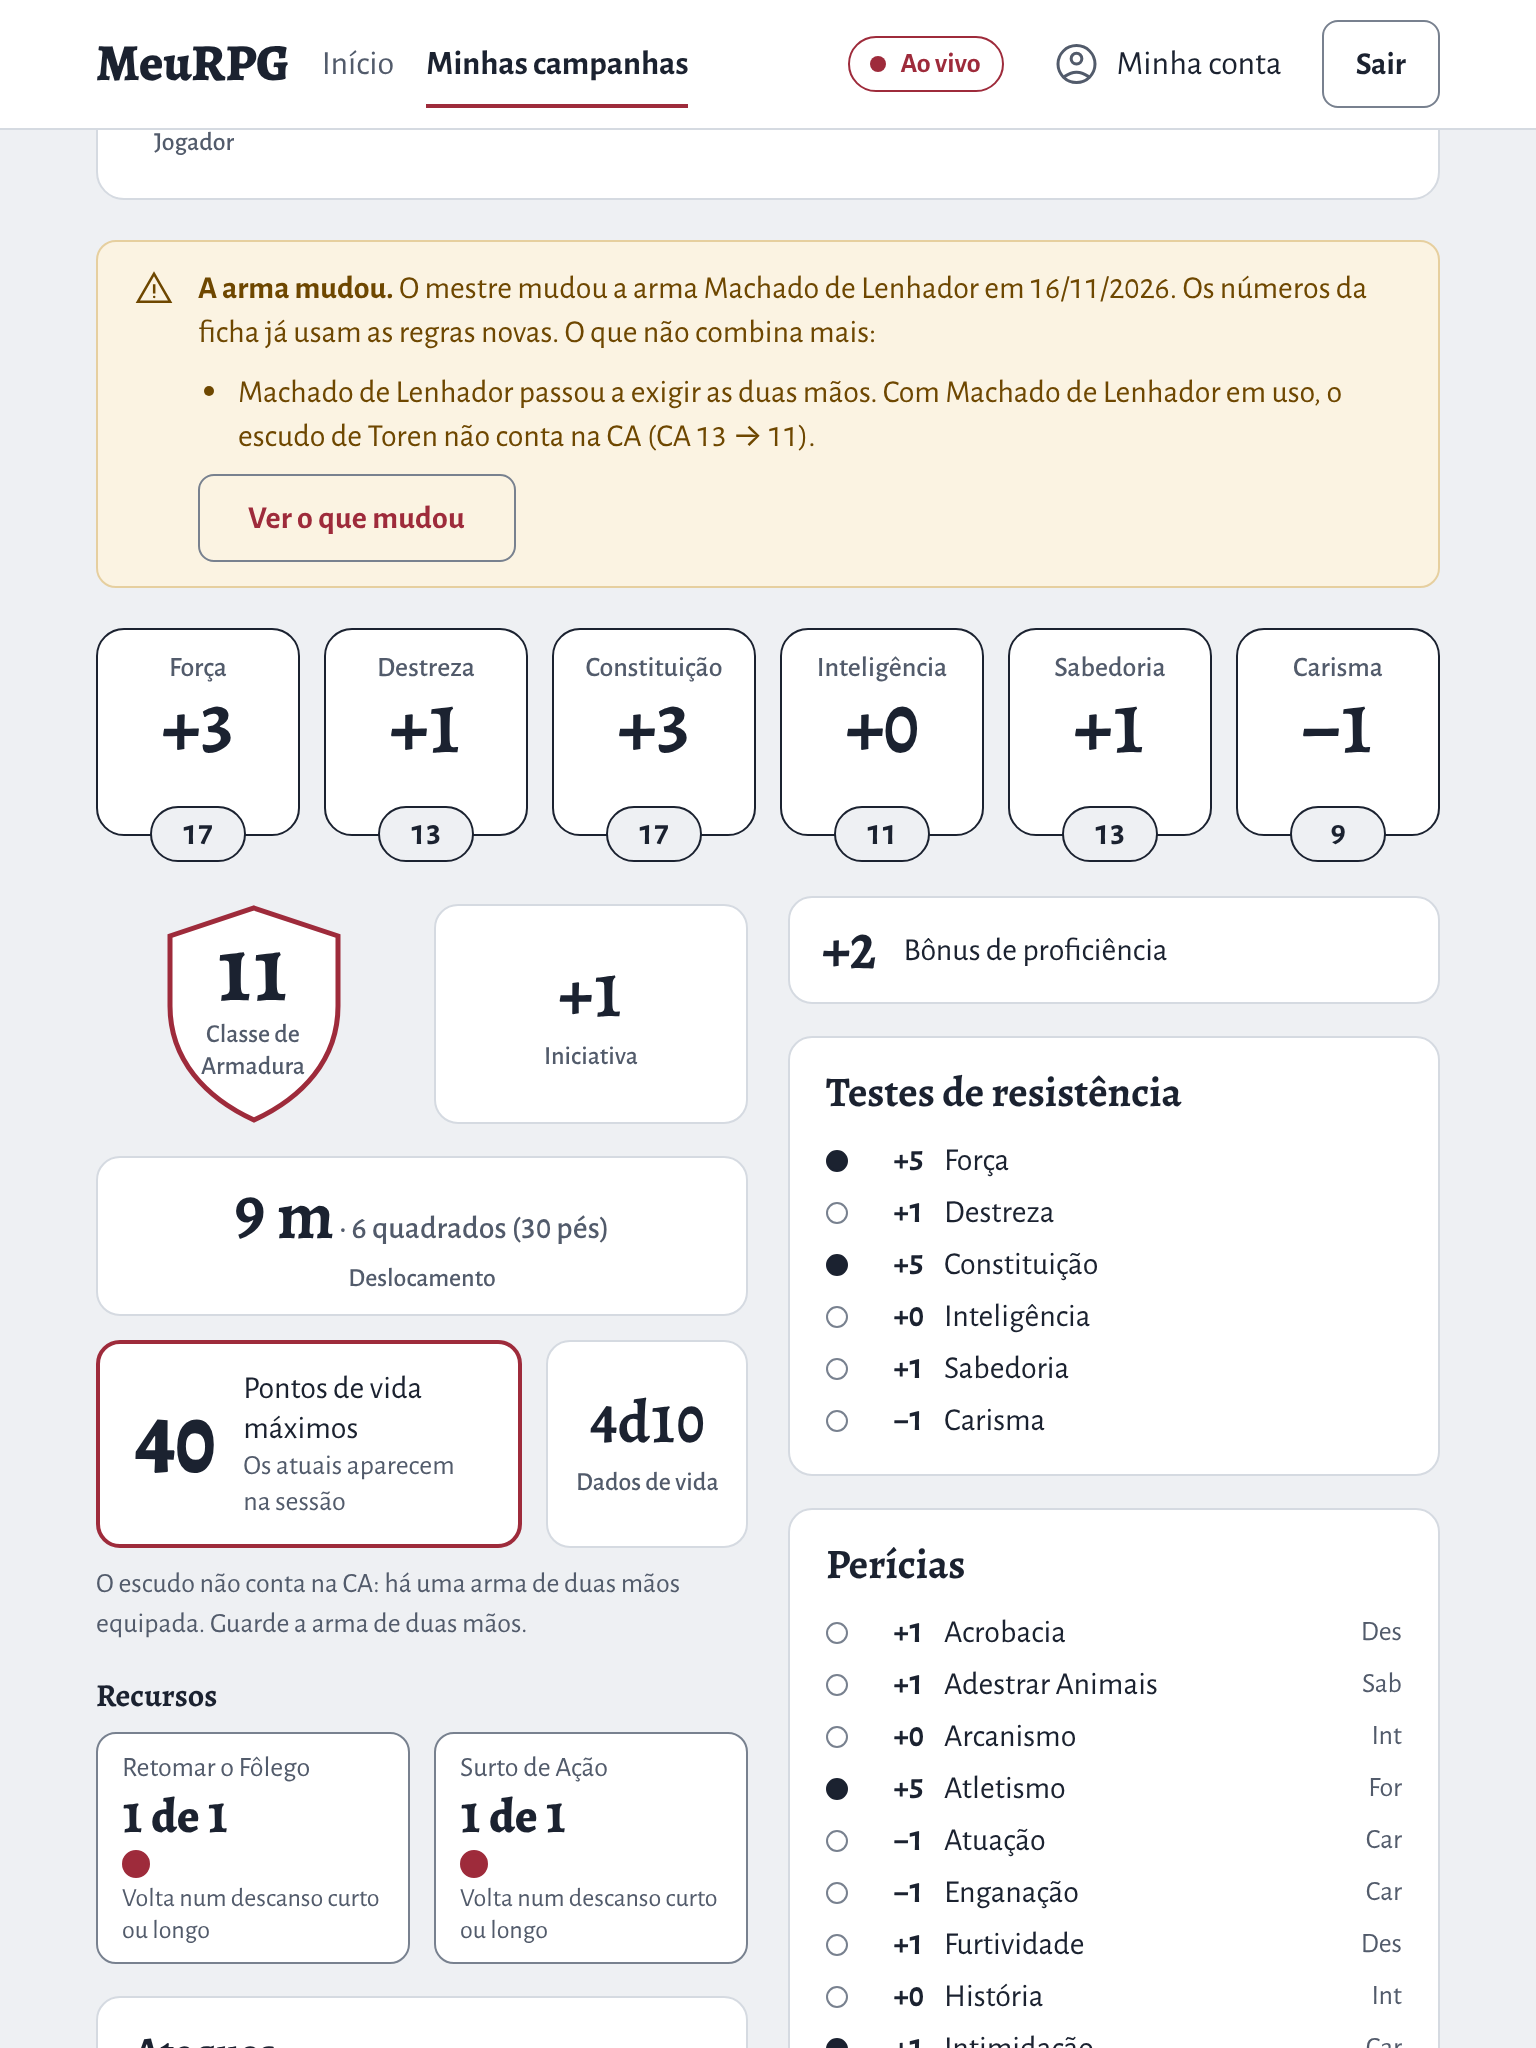 MeuRPG
Início
Minhas campanhas
Ao vivo
Minha conta
Sair
Jogador
A arma mudou. O mestre mudou a arma Machado de Lenhador em 16/11/2026. Os números da
ficha já usam as regras novas. O que não combina mais:
• Machado de Lenhador passou a exigir as duas mãos. Com Machado de Lenhador em uso, o
escudo de Toren não conta na CA (CA 13 → 11).
Ver o que mudou
Força
+3
17
Destreza
+1
13
Constituição
+3
17
Inteligência
+0
11
Sabedoria
+1
13
Carisma
−1
9
11
Classe de
Armadura
+1
Iniciativa
9 m · 6 quadrados (30 pés)
Deslocamento
40
Pontos de vida
máximos
Os atuais aparecem
na sessão
4d10
Dados de vida
O escudo não conta na CA: há uma arma de duas mãos
equipada. Guarde a arma de duas mãos.
Recursos
Retomar o Fôlego
1 de 1
Volta num descanso curto
ou longo
Surto de Ação
1 de 1
Volta num descanso curto
ou longo
Ataques
+2 Bônus de proficiência
Testes de resistência
+5 Força
+1 Destreza
+5 Constituição
+0 Inteligência
+1 Sabedoria
−1 Carisma
Perícias
+1 Acrobacia Des
+1 Adestrar Animais Sab
+0 Arcanismo Int
+5 Atletismo For
−1 Atuação Car
−1 Enganação Car
+1 Furtividade Des
+0 História Int
+1 Intimidação Car